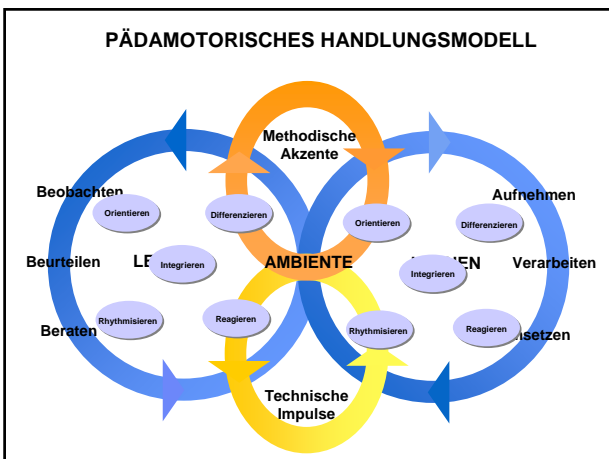 PÄDAMOTORISCHES HANDLUNGSMODELL
Methodische
Akzente
Beobachten
Aufnehmen
Orientieren
Differenzieren
Orientieren
Differenzieren
Beurteilen
Integrieren
AMBIENTE
Integrieren
Verarbeiten
Beraten
Rhythmisieren
Reagieren
Rhythmisieren
Reagieren
Technische
Impulse